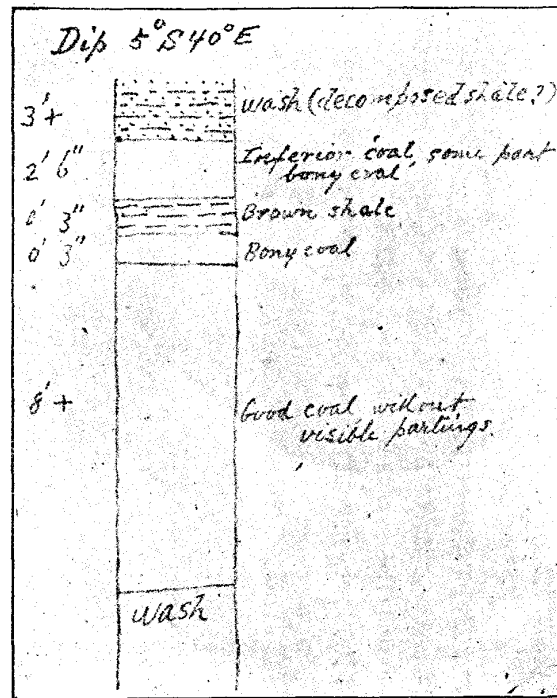 Dip 5° S 40° E
3'+ wash (decomposed shale?)
2' 6" Inferior coal, some part
bony coal
0' 3" Brown shale
0' 3" Bony coal
8'+ Good coal without
visible partings.
wash